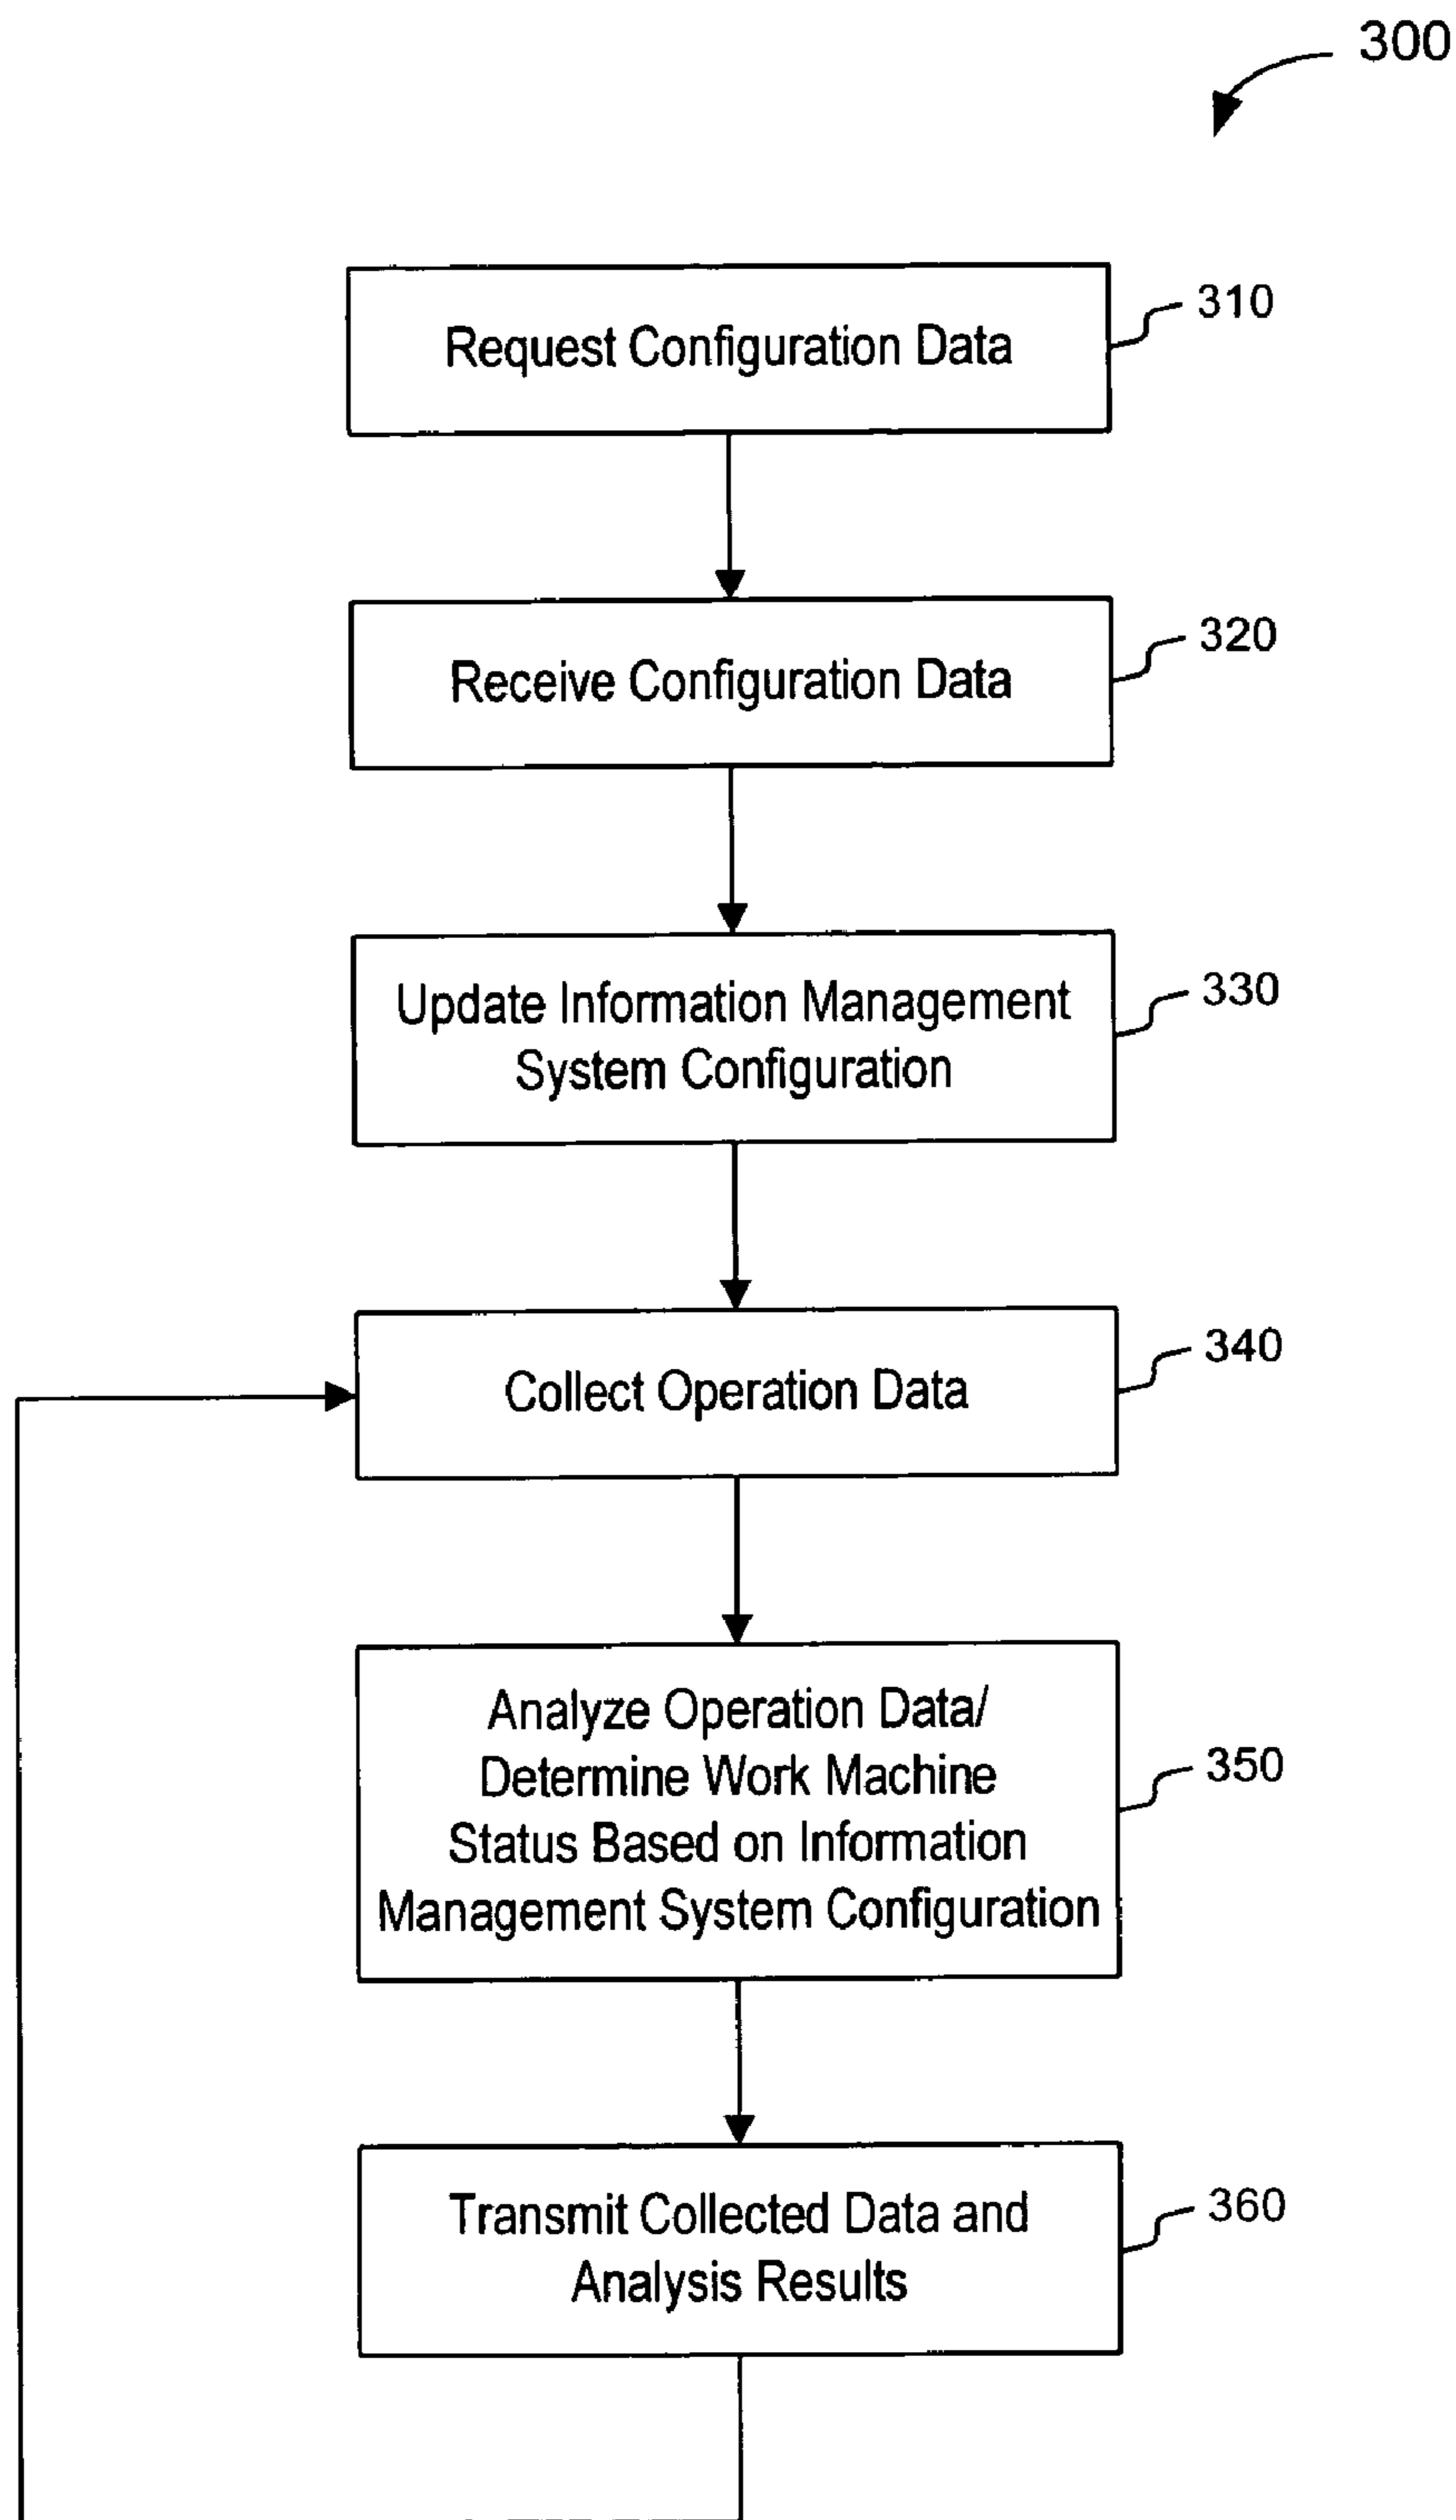 300
Request Configuration Data
310
Receive Configuration Data
320
Update Information Management
System Configuration
330
Collect Operation Data
340
Analyze Operation Data/
Determine Work Machine
Status Based on Information
Management System Configuration
350
Transmit Collected Data and
Analysis Results
360